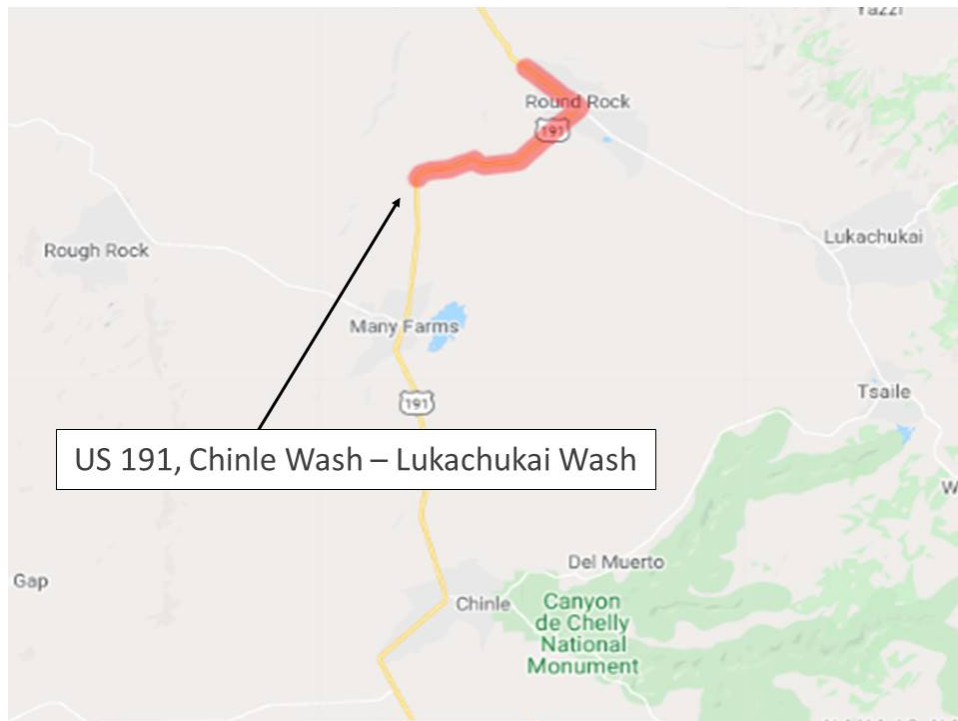 Round Rock
191
Lukachukai
Rough Rock
Many Farms
Tsaile
191
US 191, Chinle Wash – Lukachukai Wash
W
Del Muerto
Gap
Chinle
Canyon
de Chelly
National
Monument